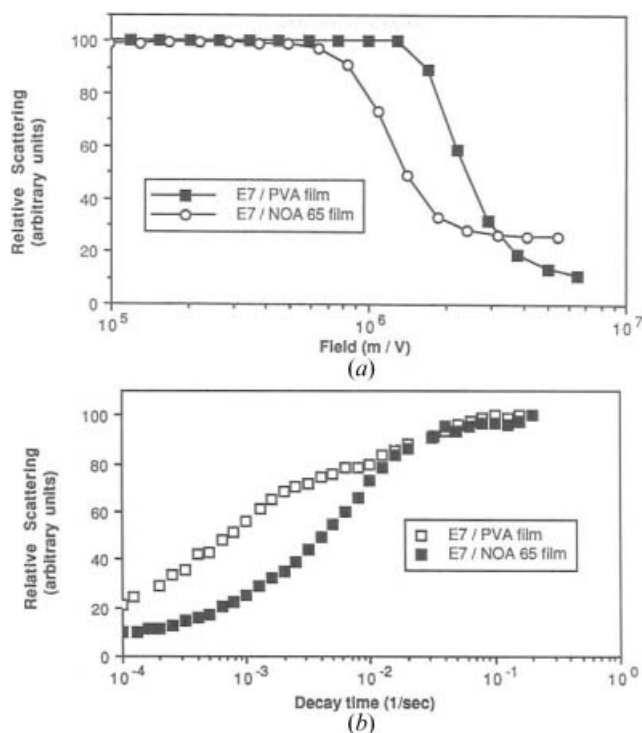 100
80
60
40
20
0
Relative Scattering
(arbitrary units)
E7 / PVA film
E7 / NOA 65 film
10^5
10^6
10^7
Field (m / V)
(a)
100
80
60
40
20
0
Relative Scattering
(arbitrary units)
E7 / PVA film
E7 / NOA 65 film
10^-4
10^-3
10^-2
10^-1
10^0
Decay time (1/sec)
(b)